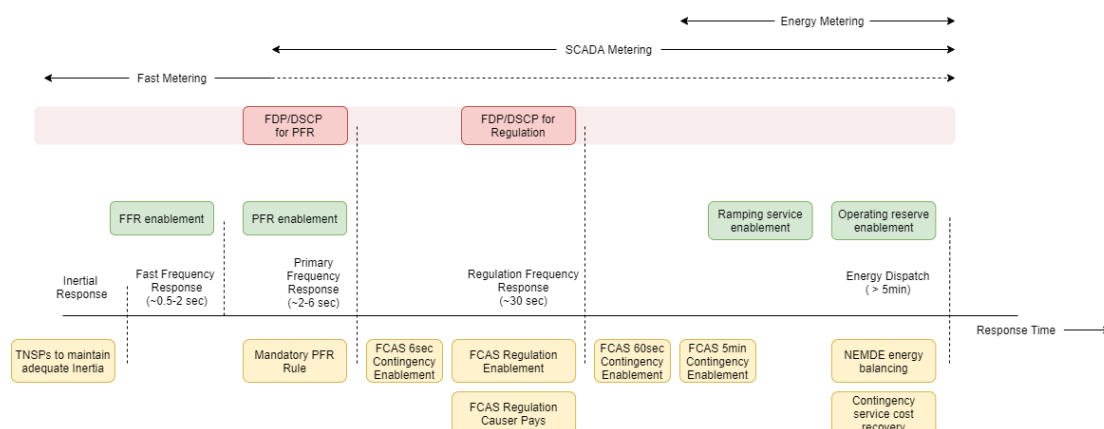 Energy Metering
SCADA Metering
Fast Metering
FDP/DSCP
for PFR
FDP/DSCP for
Regulation
FFR enablement
PFR enablement
Ramping service
enablement
Operating reserve
enablement
Inertial
Response
Fast Frequency
Response
(~0.5-2 sec)
Primary
Frequency
Response
(~2-6 sec)
Regulation Frequency
Response
(~30 sec)
Energy Dispatch
( > 5min)
Response Time
TNSPs to maintain
adequate Inertia
Mandatory PFR
Rule
FCAS 6sec
Contingency
Enablement
FCAS Regulation
Enablement
FCAS 60sec
Contingency
Enablement
FCAS 5min
Contingency
Enablement
NEMDE energy
balancing
FCAS Regulation
Causer Pays
Contingency
service cost
recovery